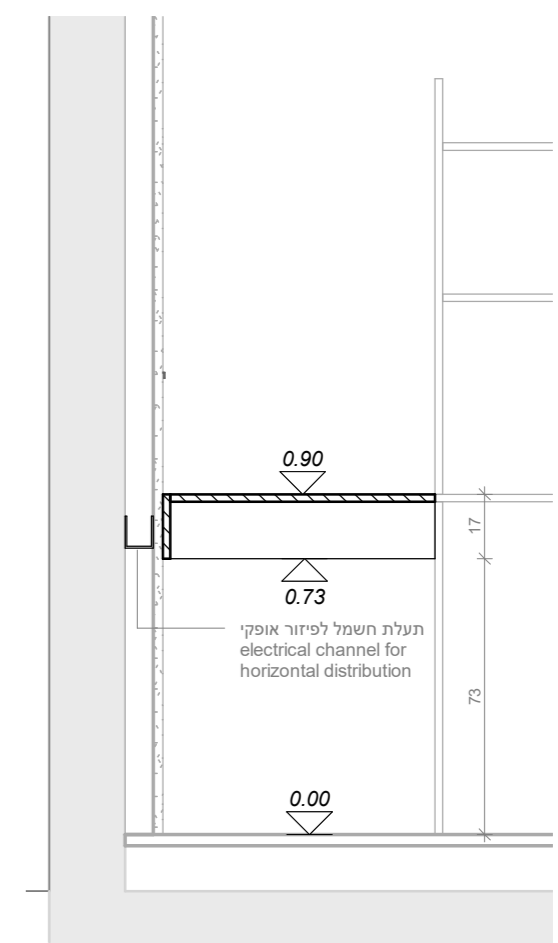 0.90
17
0.73
תעלת חשמל לפיזור אופקי
electrical channel for
horizontal distribution
73
0.00